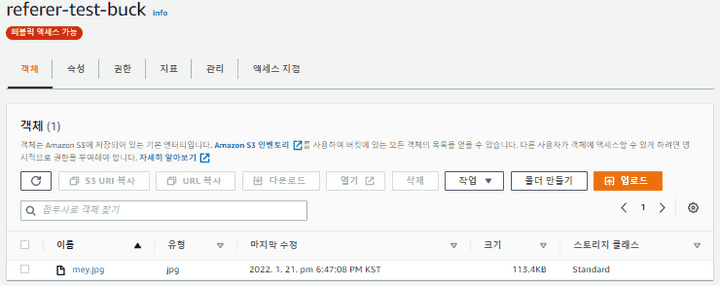 referer-test-buck Info
퍼블릭 액세스 가능
객체 속성 권한 지표 관리 액세스 지점
객체 (1)
객체는 Amazon S3에 저장되어 있는 기본 엔터티입니다. Amazon S3 인벤토리 를 사용하여 버킷에 있는 모든 객체의 목록을 얻을 수 있습니다. 다른 사용자가 객체에 액세스할 수 있게 하려면 명
시적으로 권한을 부여해야 합니다. 자세히 알아보기
S3 URI 복사 URL 복사 다운로드 열기 삭제 작업 폴더 만들기 업로드
접두사로 객체 찾기 1
이름 유형 마지막 수정 크기 스토리지 클래스
mey.jpg jpg 2022. 1. 21. pm 6:47:08 PM KST 113.4KB Standard